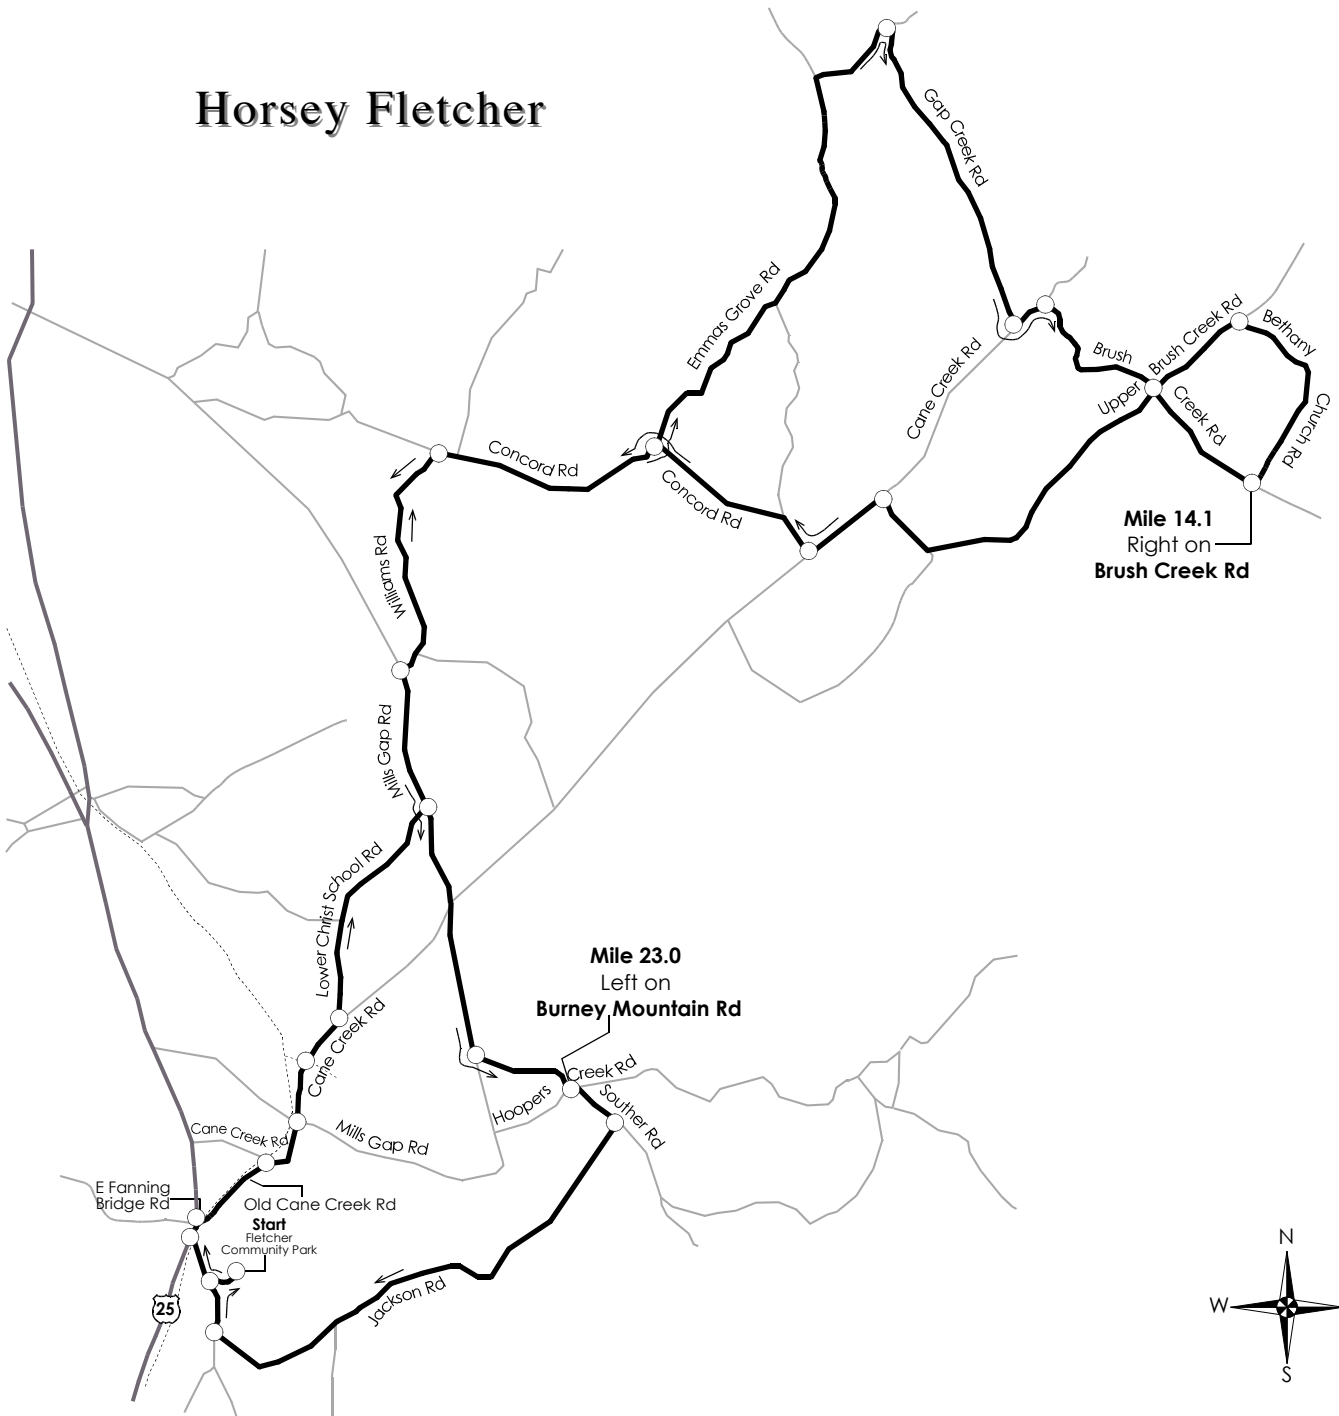 Horsey Fletcher
Gap Creek Rd
Emmas Grove Rd
Cane Creek Rd
Brush
Brush Creek Rd
Bethany
Upper
Creek Rd
Church Rd
Concord Rd
Concord Rd
Mile 14.1
Right on
Brush Creek Rd
Williams Rd
Mills Gap Rd
Lower Christ School Rd
Mile 23.0
Left on
Burney Mountain Rd
Cane Creek Rd
Creek Rd
Hoopers
Souther Rd
Cane Creek Rd
Mills Gap Rd
E Fanning
Bridge Rd
Old Cane Creek Rd
Start
Fletcher
Community Park
Jackson Rd
25
N
W
S